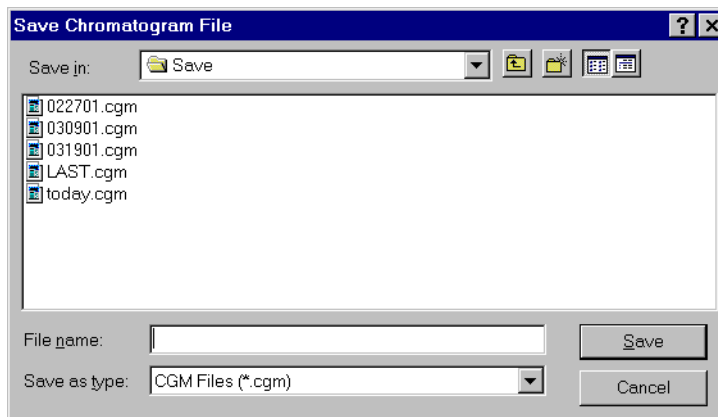 Save Chromatogram File
Save in: Save
022701.cgm
030901.cgm
031901.cgm
LAST.cgm
today.cgm
File name: Save
Save as type: CGM Files (*.cgm) Cancel